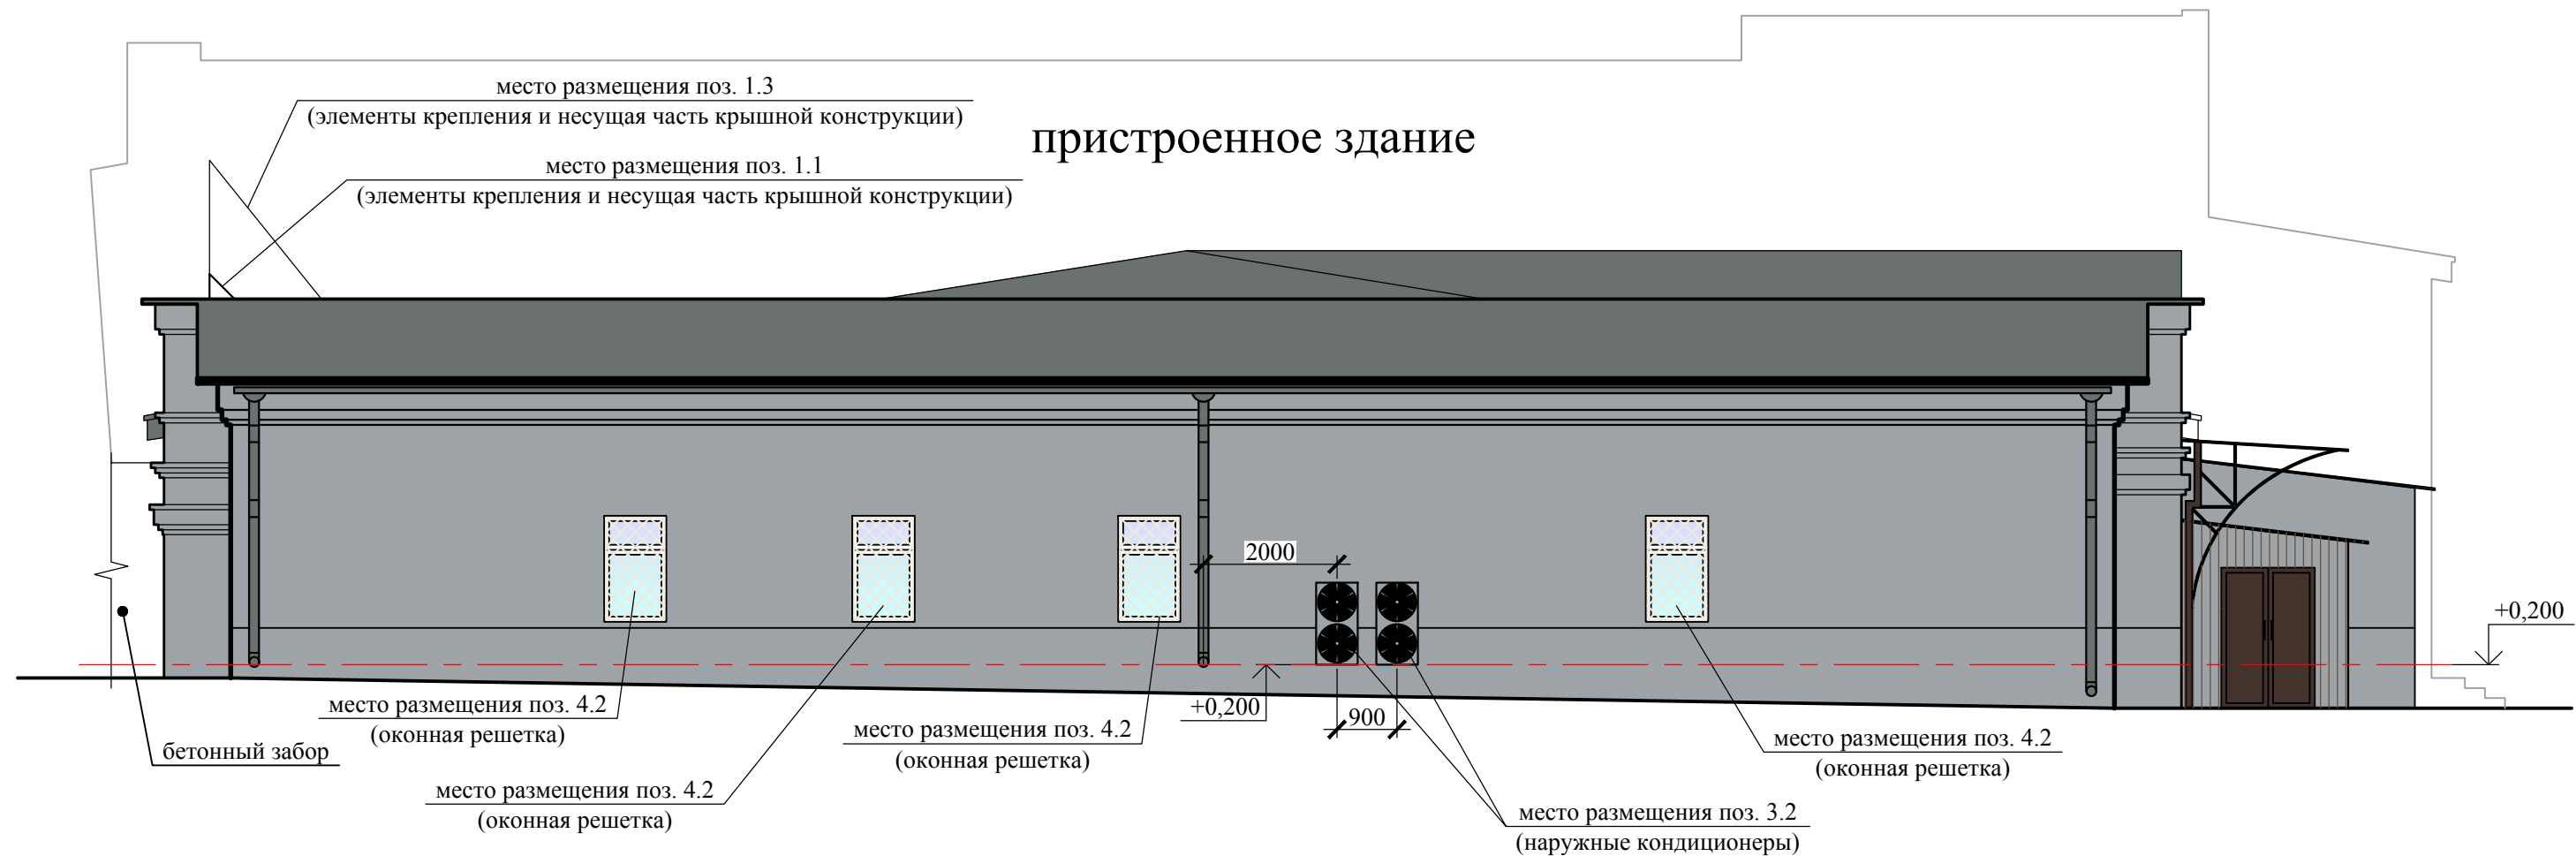 место размещения поз. 1.3
(элементы крепления и несущая часть крышной конструкции)
пристроенное здание
место размещения поз. 1.1
(элементы крепления и несущая часть крышной конструкции)
2000
+0,200
+0,200
900
место размещения поз. 4.2
(оконная решетка)
место размещения поз. 4.2
(оконная решетка)
место размещения поз. 4.2
(оконная решетка)
бетонный забор
место размещения поз. 4.2
(оконная решетка)
место размещения поз. 3.2
(наружные кондиционеры)